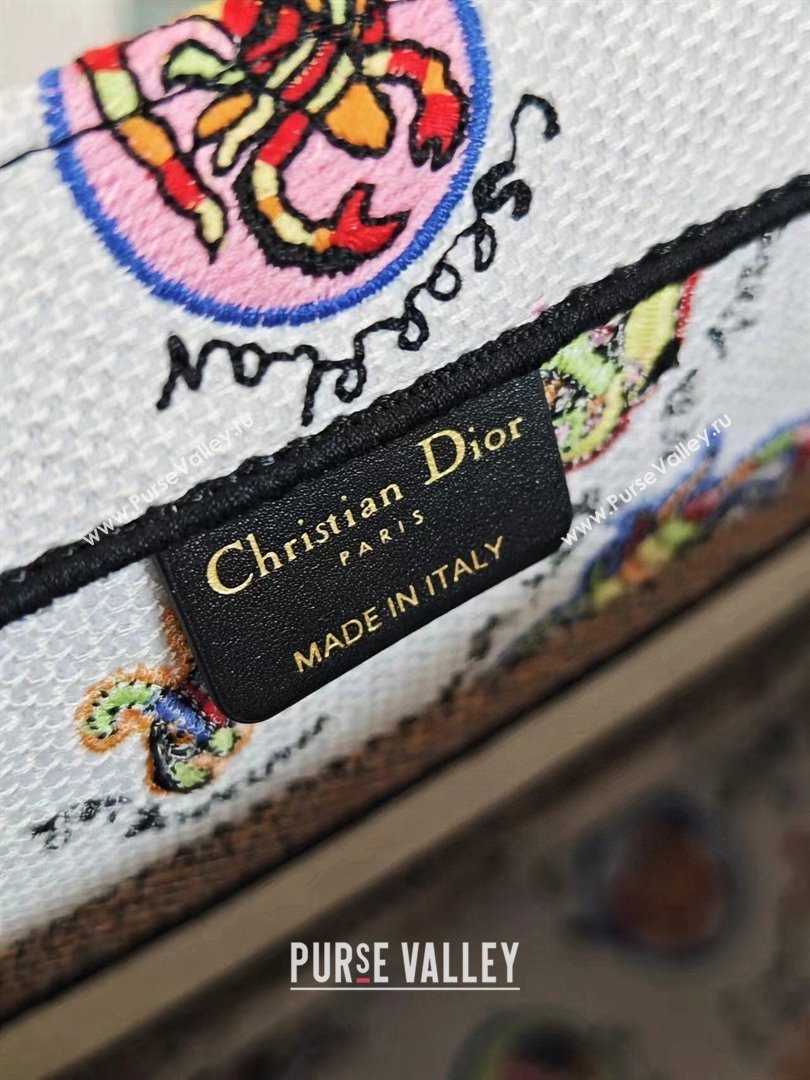 scorpion
www.PurseValley.ru
www.PurseValley.ru
Christian Dior
PARIS
MADE IN ITALY
PURSE VALLEY